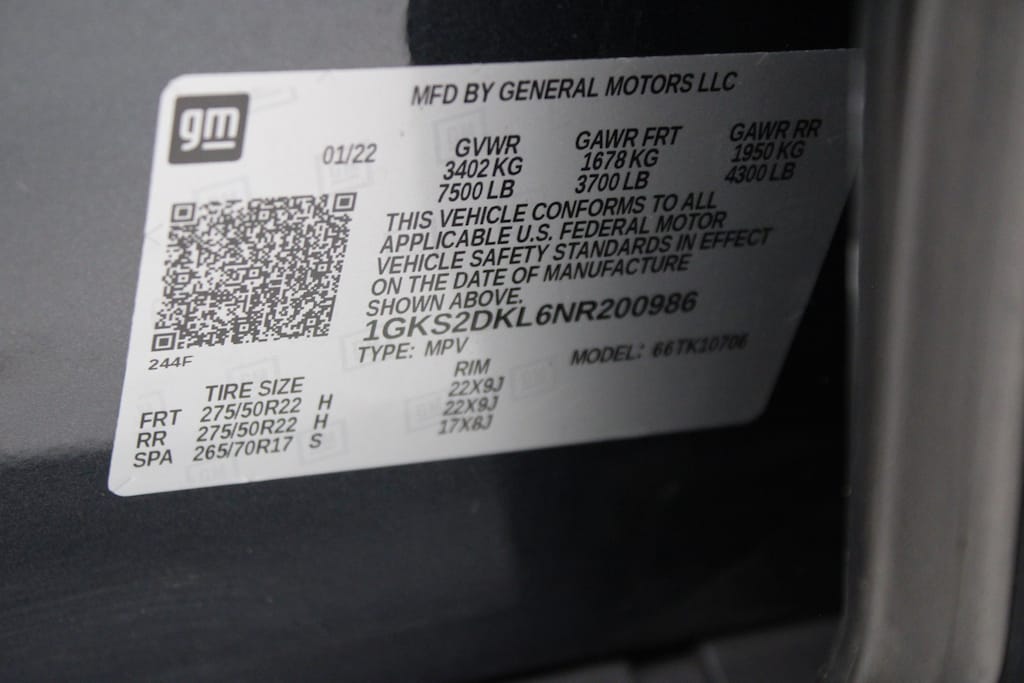 gm
MFD BY GENERAL MOTORS LLC
01/22
GVWR GAWR FRT GAWR RR
3402 KG 1678 KG 1950 KG
7500 LB 3700 LB 4300 LB
THIS VEHICLE CONFORMS TO ALL
APPLICABLE U.S. FEDERAL MOTOR
VEHICLE SAFETY STANDARDS IN EFFECT
ON THE DATE OF MANUFACTURE
SHOWN ABOVE.
1GKS2DKL6NR200986
TYPE: MPV MODEL: 66TK10706
244F
TIRE SIZE RIM
FRT 275/50R22 H 22X9J
RR 275/50R22 H 22X9J
SPA 265/70R17 S 17X8J